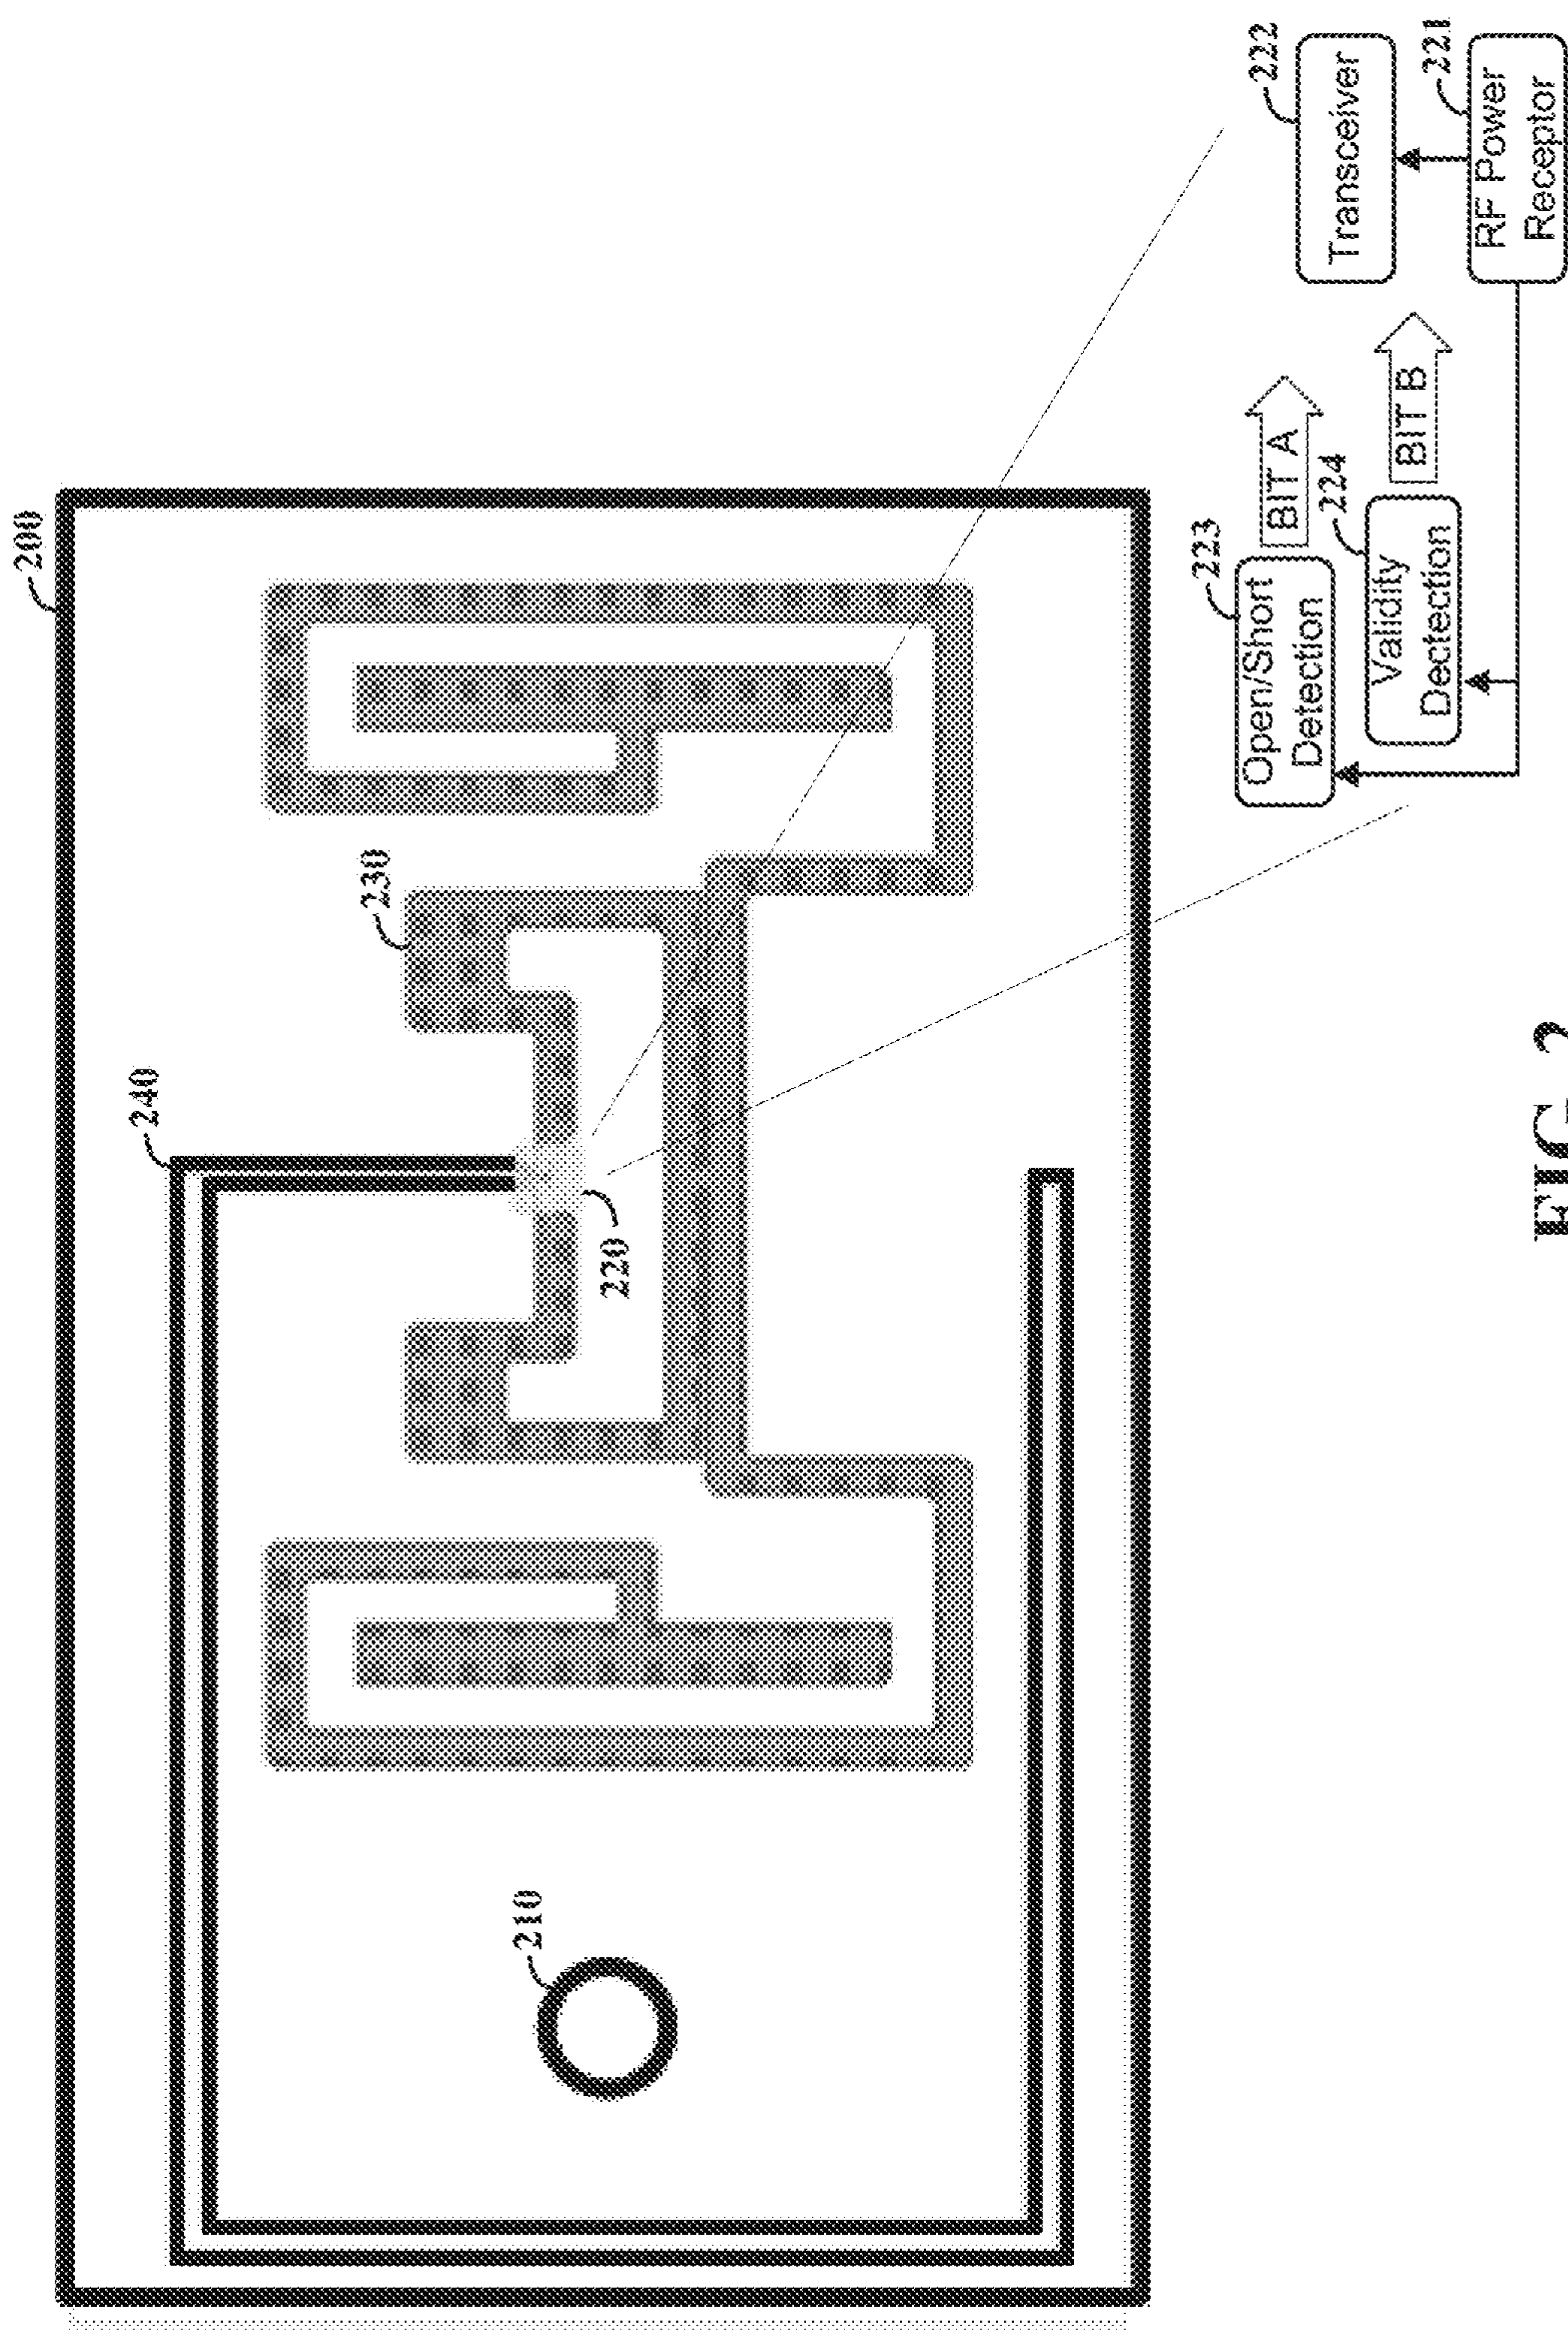 200
240
230
210
220
223
Open/Short
Detection
BIT A
222
Transceiver
224
Validity
Dectection
BIT B
221
RF Power
Receptor
FIG. 2